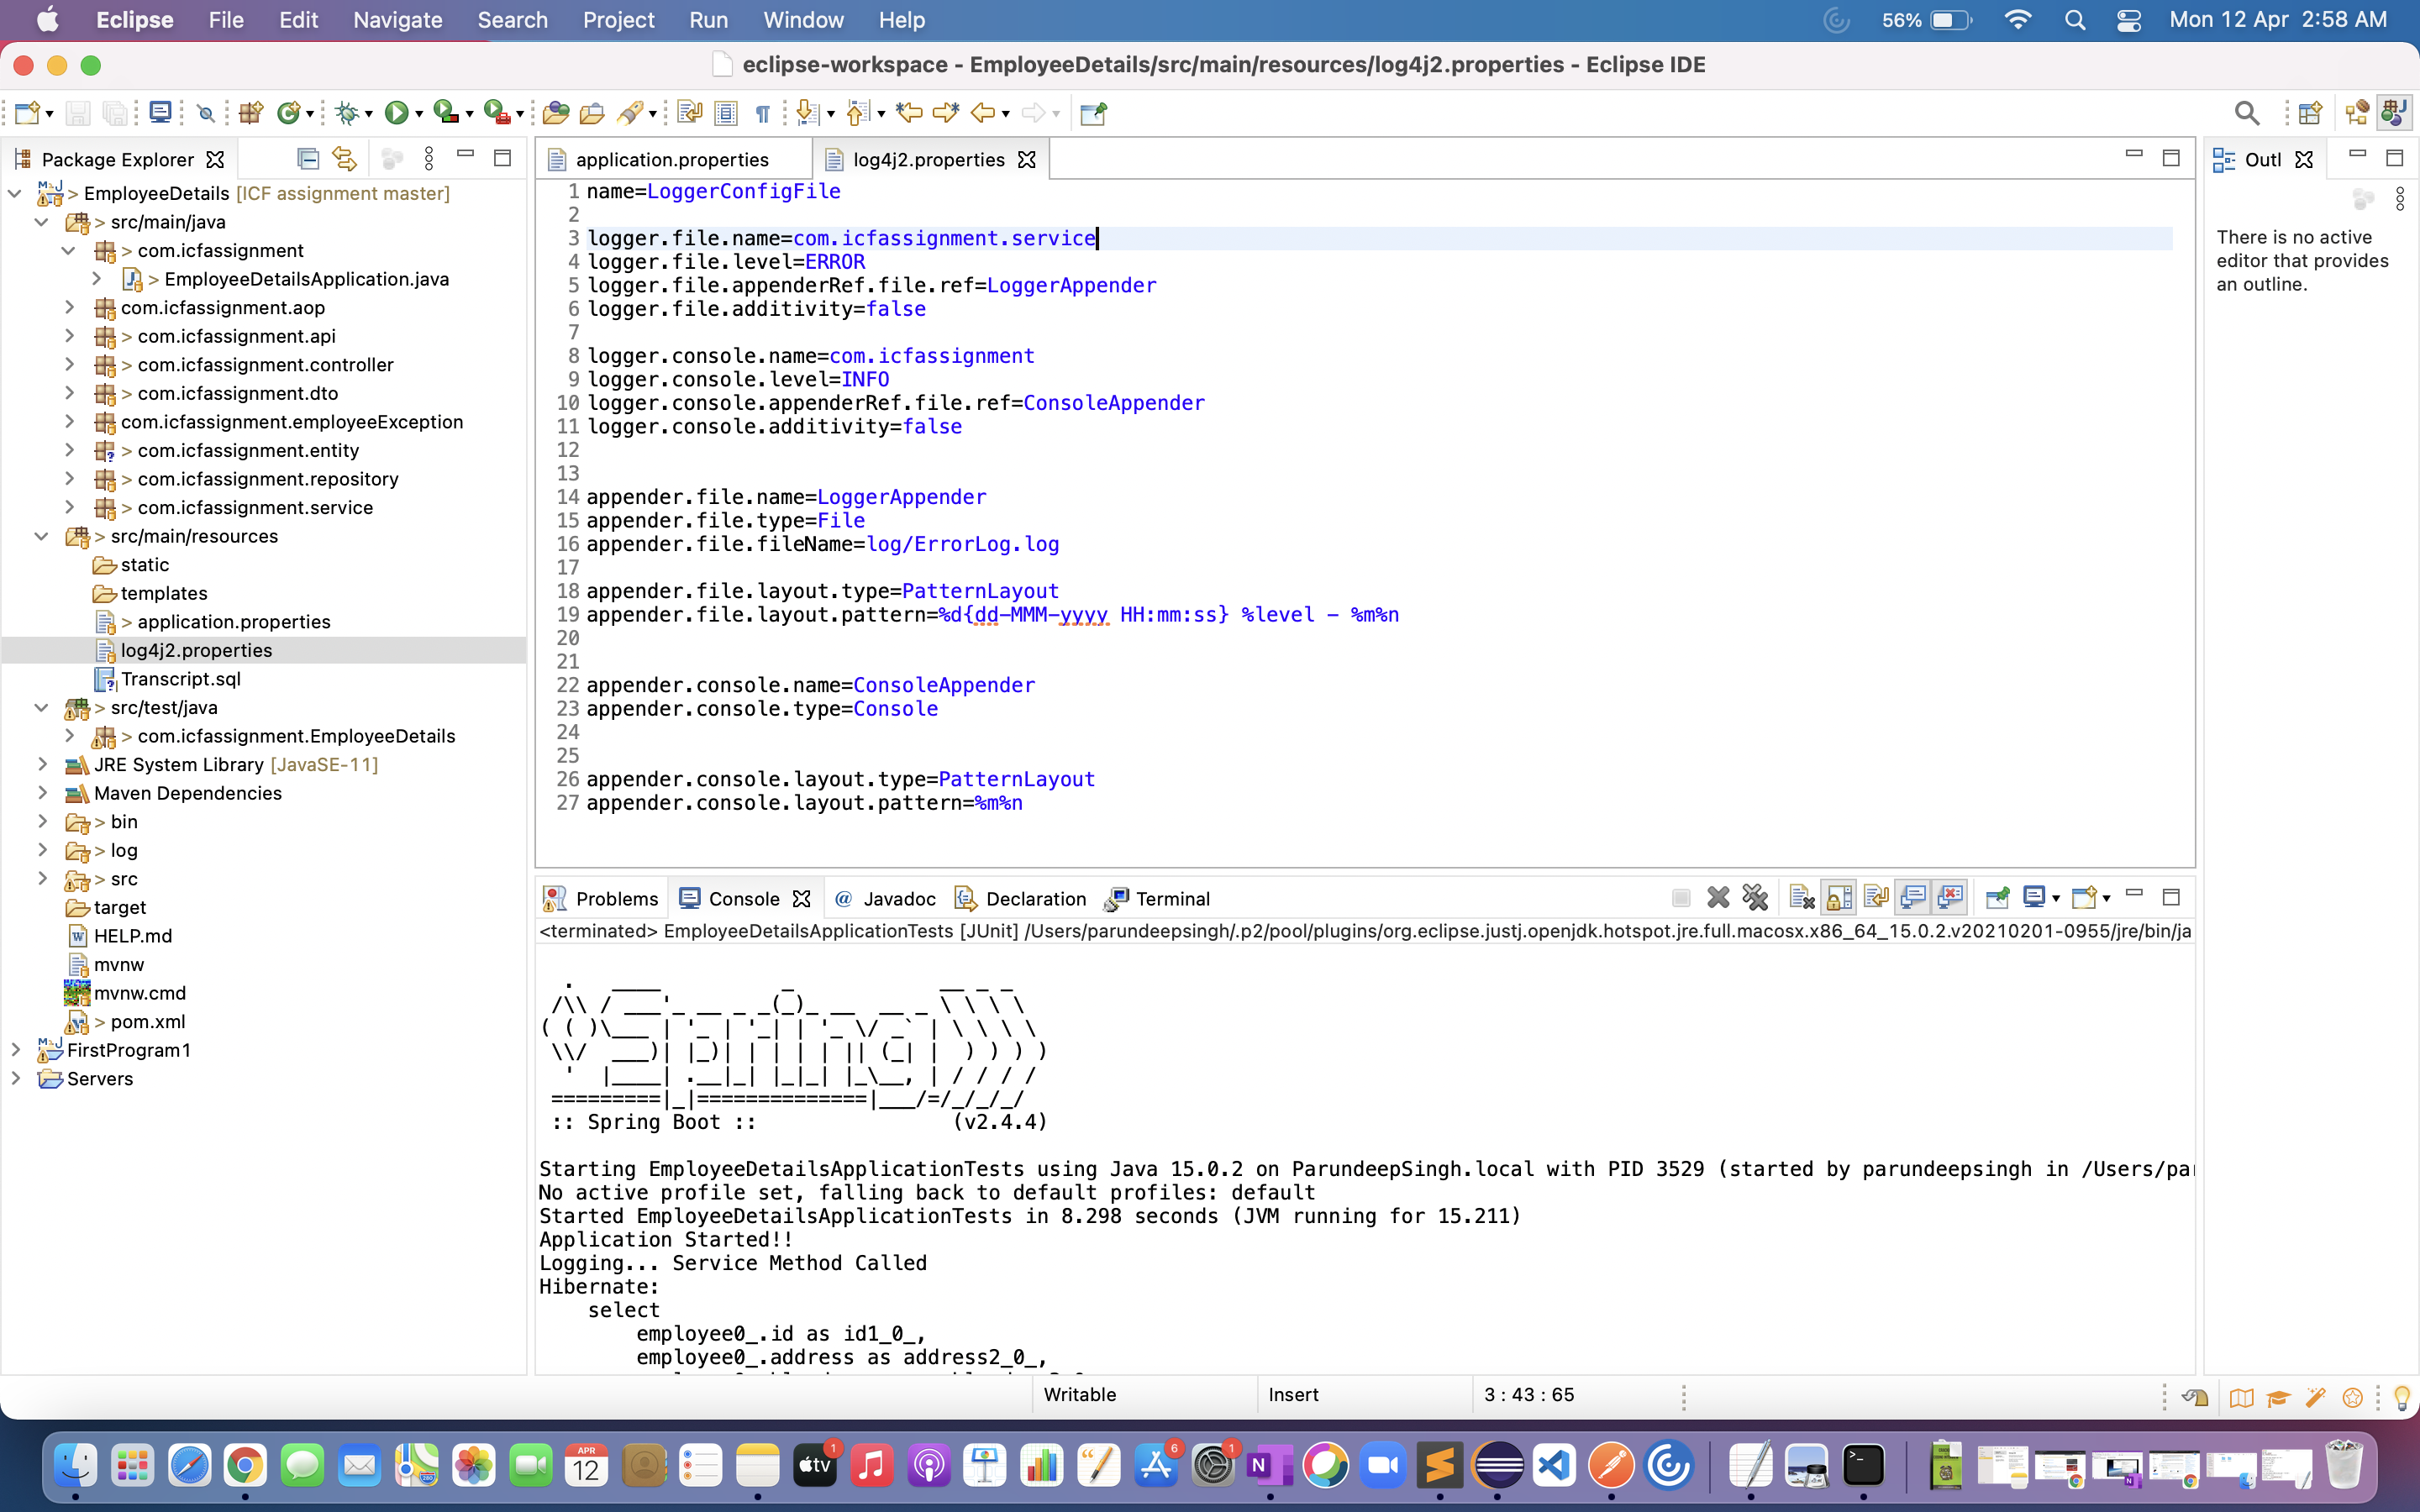 Eclipse File Edit Navigate Search Project Run Window Help 56% Mon 12 Apr 2:58 AM
eclipse-workspace - EmployeeDetails/src/main/resources/log4j2.properties - Eclipse IDE
Package Explorer
> EmployeeDetails [ICF assignment master]
> src/main/java
> com.icfassignment
> EmployeeDetailsApplication.java
com.icfassignment.aop
> com.icfassignment.api
> com.icfassignment.controller
> com.icfassignment.dto
com.icfassignment.employeeException
> com.icfassignment.entity
> com.icfassignment.repository
> com.icfassignment.service
> src/main/resources
static
templates
> application.properties
log4j2.properties
Transcript.sql
> src/test/java
> com.icfassignment.EmployeeDetails
JRE System Library [JavaSE-11]
Maven Dependencies
> bin
> log
> src
target
HELP.md
mvnw
mvnw.cmd
> pom.xml
FirstProgram1
Servers
application.properties log4j2.properties
1 name=LoggerConfigFile
2
3 logger.file.name=com.icfassignment.service
4 logger.file.level=ERROR
5 logger.file.appenderRef.file.ref=LoggerAppender
6 logger.file.additivity=false
7
8 logger.console.name=com.icfassignment
9 logger.console.level=INFO
10 logger.console.appenderRef.file.ref=ConsoleAppender
11 logger.console.additivity=false
12
13
14 appender.file.name=LoggerAppender
15 appender.file.type=File
16 appender.file.fileName=log/ErrorLog.log
17
18 appender.file.layout.type=PatternLayout
19 appender.file.layout.pattern=%d{dd-MMM-yyyy HH:mm:ss} %level - %m%n
20
21
22 appender.console.name=ConsoleAppender
23 appender.console.type=Console
24
25
26 appender.console.layout.type=PatternLayout
27 appender.console.layout.pattern=%m%n
Outl
There is no active
editor that provides
an outline.
Problems Console @ Javadoc Declaration Terminal
<terminated> EmployeeDetailsApplicationTests [JUnit] /Users/parundeepsingh/.p2/pool/plugins/org.eclipse.justj.openjdk.hotspot.jre.full.macosx.x86_64_15.0.2.v20210201-0955/jre/bin/ja
Spring
:: Spring Boot :: (v2.4.4)
Starting EmployeeDetailsApplicationTests using Java 15.0.2 on ParundeepSingh.local with PID 3529 (started by parundeepsingh in /Users/par
No active profile set, falling back to default profiles: default
Started EmployeeDetailsApplicationTests in 8.298 seconds (JVM running for 15.211)
Application Started!!
Logging... Service Method Called
Hibernate:
select
employee0_.id as id1_0_,
employee0_.address as address2_0_,
Writable Insert 3 : 43 : 65
APR
12
tv
1
6
1
N